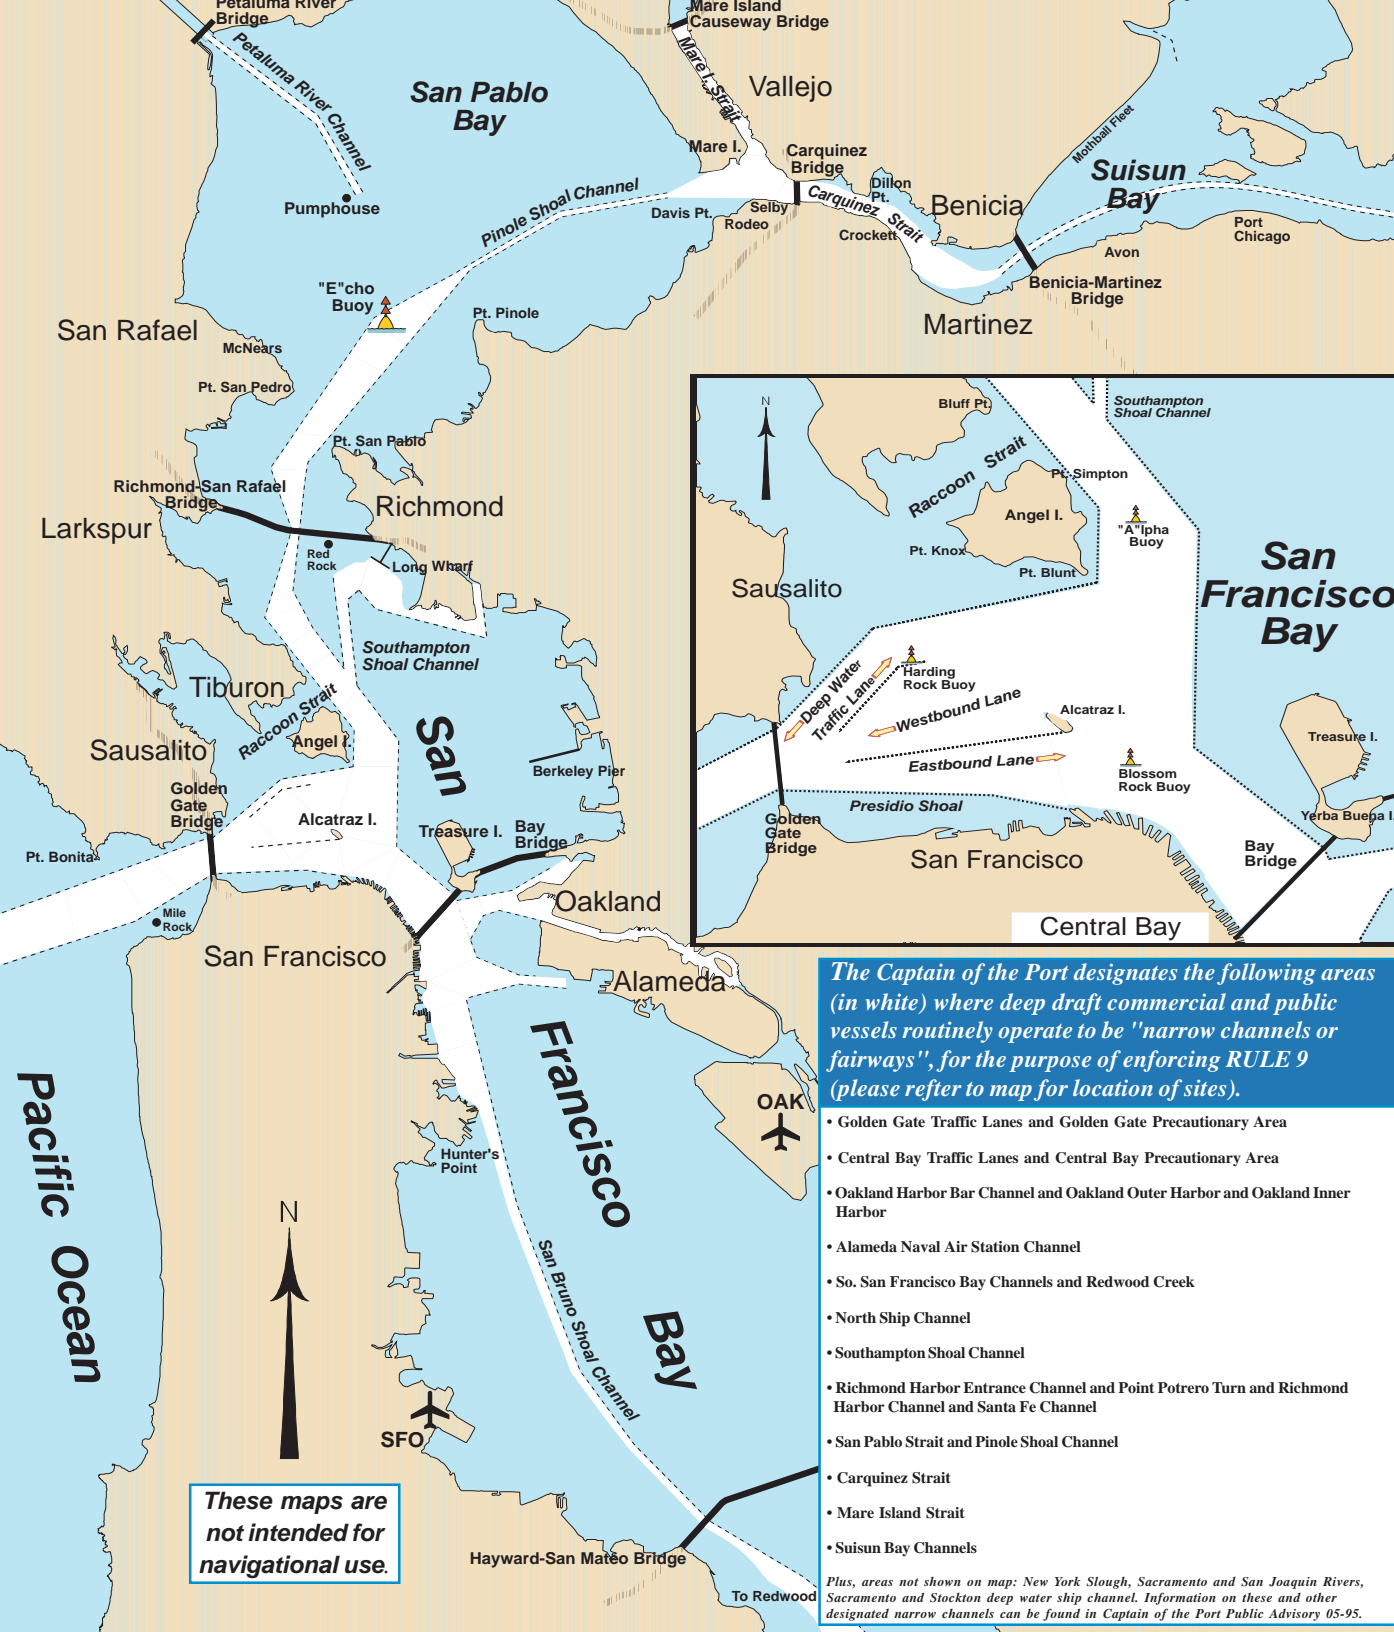 Petaluma River
Bridge
Petaluma River Channel
San Pablo
Bay
Mare Island
Causeway Bridge
Mare I. Strait
Vallejo
Mare I.
Carquinez
Bridge
Dillon
Pt.
Carquinez Strait
Benicia
Mothball Fleet
Suisun
Bay
Port
Chicago
Avon
Pumphouse
Pinole Shoal Channel
Davis Pt.
Selby
Rodeo
Crockett
Benicia-Martinez
Bridge
Martinez
"E"cho
Buoy
Pt. Pinole
San Rafael
McNears
Pt. San Pedro
Pt. San Pablo
Richmond-San Rafael
Bridge
Richmond
Larkspur
Red
Rock
Long Wharf
Southampton
Shoal Channel
Tiburon
Raccoon Strait
Angel I.
Sausalito
Golden
Gate
Bridge
Alcatraz I.
Berkeley Pier
Treasure I.
Bay
Bridge
Pt. Bonita
Mile
Rock
Oakland
San Francisco
Alameda
San
Francisco
Bay
Pacific Ocean
OAK
Hunter's
Point
N
San Bruno Shoal Channel
SFO
These maps are
not intended for
navigational use.
Hayward-San Mateo Bridge
To Redwood
N
Bluff Pt.
Southampton
Shoal Channel
Raccoon Strait
Pt. Simpton
Angel I.
"A"lpha
Buoy
Pt. Knox
Pt. Blunt
San
Francisco
Bay
Sausalito
Deep Water
Traffic Lane
Harding
Rock Buoy
Westbound Lane
Alcatraz I.
Eastbound Lane
Blossom
Rock Buoy
Treasure I.
Presidio Shoal
Golden
Gate
Bridge
Yerba Buena I.
San Francisco
Bay
Bridge
Central Bay
The Captain of the Port designates the following areas
(in white) where deep draft commercial and public
vessels routinely operate to be "narrow channels or
fairways", for the purpose of enforcing RULE 9
(please refter to map for location of sites).
• Golden Gate Traffic Lanes and Golden Gate Precautionary Area
• Central Bay Traffic Lanes and Central Bay Precautionary Area
• Oakland Harbor Bar Channel and Oakland Outer Harbor and Oakland Inner
Harbor
• Alameda Naval Air Station Channel
• So. San Francisco Bay Channels and Redwood Creek
• North Ship Channel
• Southampton Shoal Channel
• Richmond Harbor Entrance Channel and Point Potrero Turn and Richmond
Harbor Channel and Santa Fe Channel
• San Pablo Strait and Pinole Shoal Channel
• Carquinez Strait
• Mare Island Strait
• Suisun Bay Channels
Plus, areas not shown on map: New York Slough, Sacramento and San Joaquin Rivers,
Sacramento and Stockton deep water ship channel. Information on these and other
designated narrow channels can be found in Captain of the Port Public Advisory 05-95.